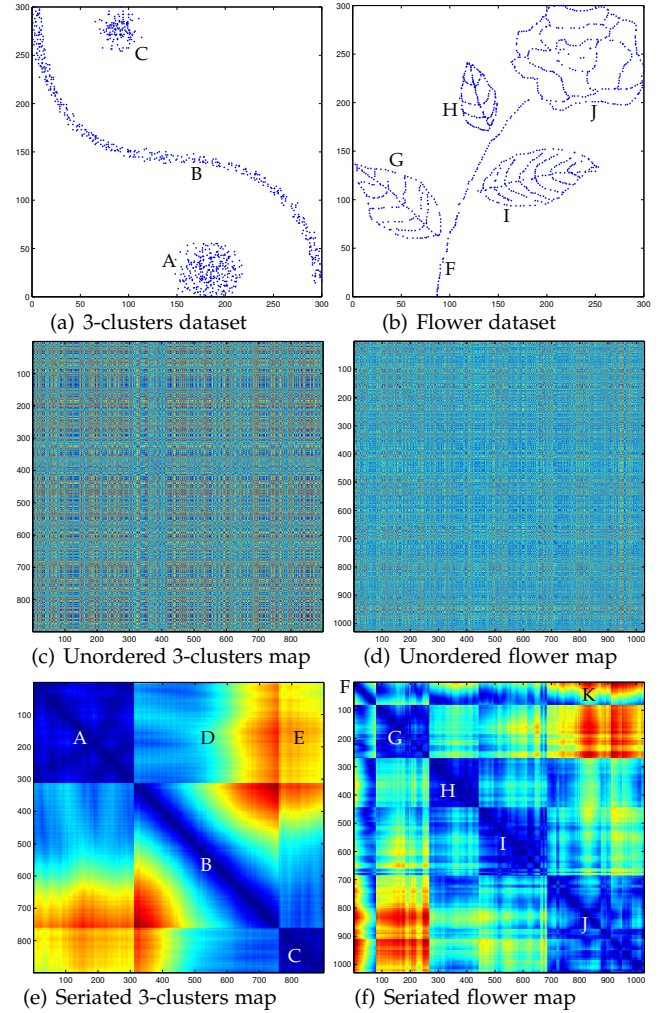 C
B
A
300
250
200
150
100
50
0
0 50 100 150 200 250 300
(a) 3-clusters dataset
J
H
G
I
F
300
250
200
150
100
50
0
0 50 100 150 200 250 300
(b) Flower dataset
100
200
300
400
500
600
700
800
100 200 300 400 500 600 700 800
(c) Unordered 3-clusters map
100
200
300
400
500
600
700
800
900
1000
100 200 300 400 500 600 700 800 900 1000
(d) Unordered flower map
A D E
B
C
100
200
300
400
500
600
700
800
100 200 300 400 500 600 700 800
(e) Seriated 3-clusters map
F K
G
H
I
J
100
200
300
400
500
600
700
800
900
1000
100 200 300 400 500 600 700 800 900 1000
(f) Seriated flower map